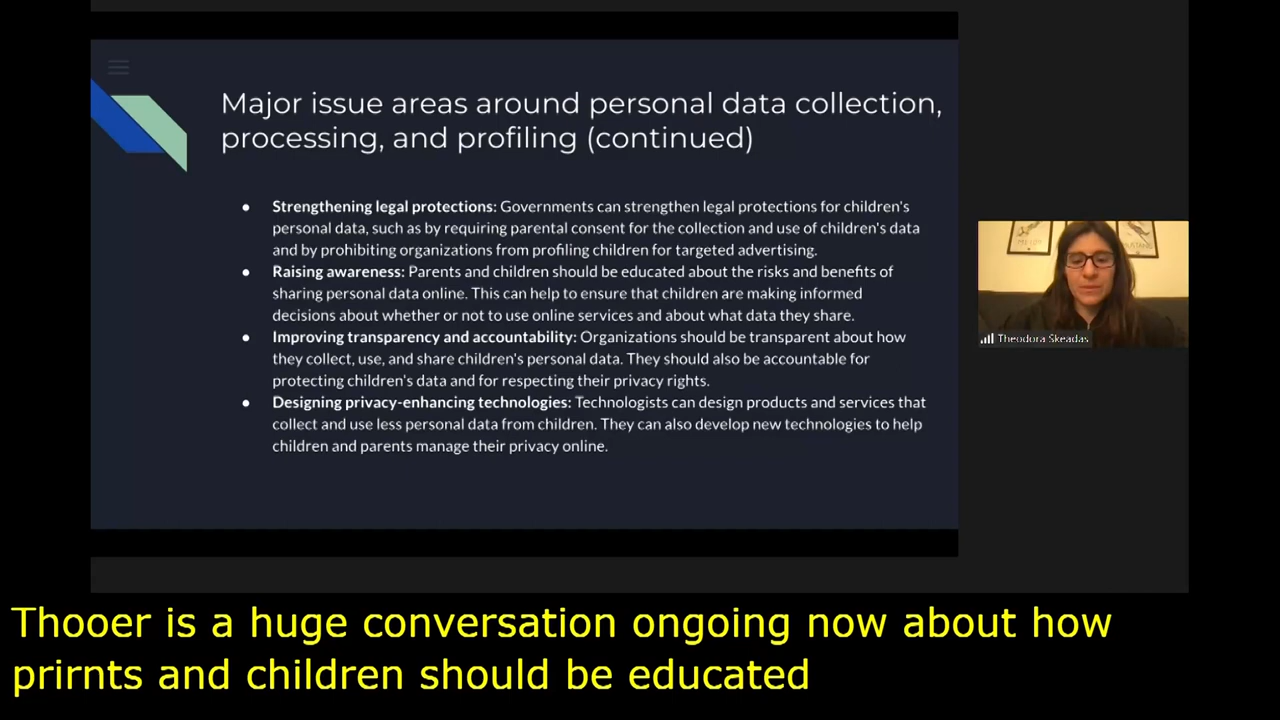 Major issue areas around personal data collection,
processing, and profiling (continued)
● Strengthening legal protections: Governments can strengthen legal protections for children's
personal data, such as by requiring parental consent for the collection and use of children's data
and by prohibiting organizations from profiling children for targeted advertising.
● Raising awareness: Parents and children should be educated about the risks and benefits of
sharing personal data online. This can help to ensure that children are making informed
decisions about whether or not to use online services and about what data they share.
● Improving transparency and accountability: Organizations should be transparent about how
they collect, use, and share children's personal data. They should also be accountable for
protecting children's data and for respecting their privacy rights.
● Designing privacy-enhancing technologies: Technologists can design products and services that
collect and use less personal data from children. They can also develop new technologies to help
children and parents manage their privacy online.
Theodora Skeadas
Thooer is a huge conversation ongoing now about how
prirnts and children should be educated